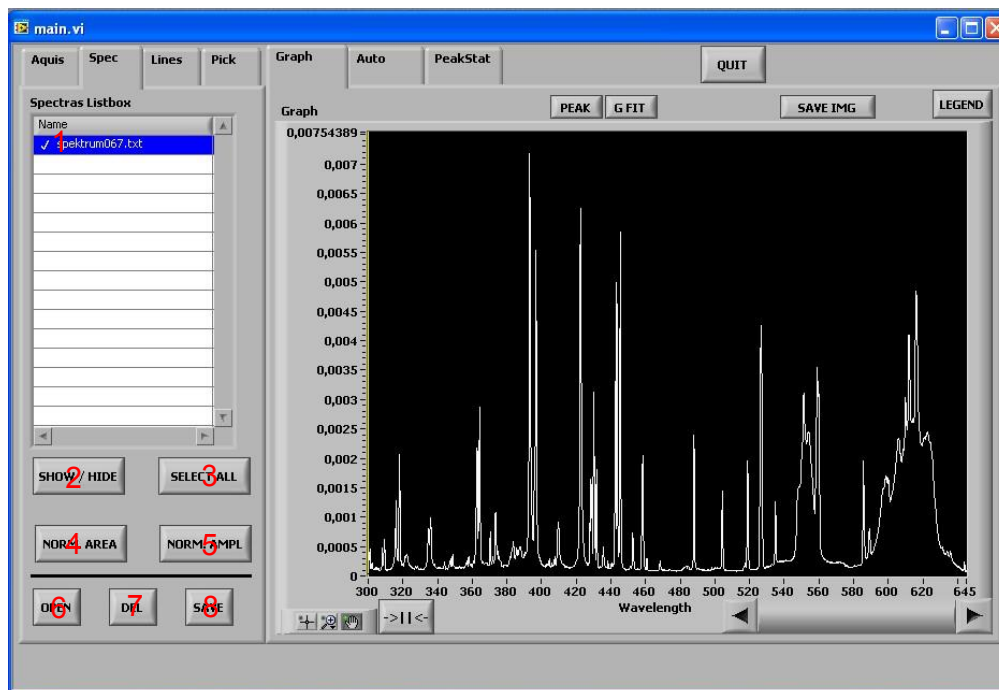 main.vi
Aquis Spec Lines Pick
Graph Auto PeakStat
QUIT
Spectras Listbox
Name
1
spektrum067.txt
SHOW / HIDE
2
SELECT ALL
3
NORM. AREA
4
NORM. AMPL
5
OPEN
6
DEL
7
SAVE
8
Graph
PEAK G FIT SAVE IMG LEGEND
0,00754389
0,007
0,0065
0,006
0,0055
0,005
0,0045
0,004
0,0035
0,003
0,0025
0,002
0,0015
0,001
0,0005
0
300 320 340 360 380 400 420 440 460 480 500 520 540 560 580 600 620 645
Wavelength
->||<-